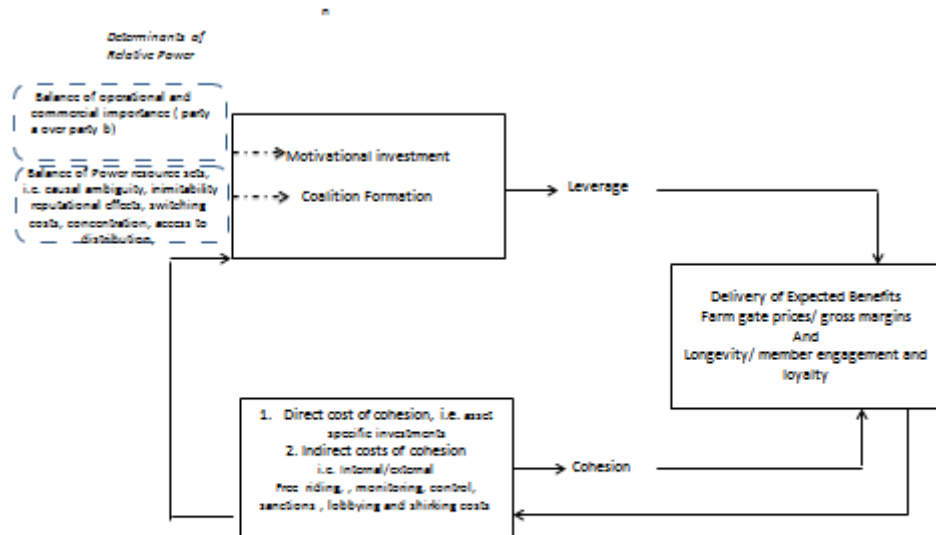 n
Determinants of
Relative Power
Balance of operational and
commercial importance ( party
a over party b)
Balance of Power resource sets,
i.e. causal ambiguity, inimitability
reputational effects, switching
costs, concentration, access to
distribution,
Motivational investment
Coalition Formation
Leverage
Delivery of Expected Benefits
Farm gate prices/ gross margins
And
Longevity/ member engagement and
loyalty
1. Direct cost of cohesion, i.e. asset
specific investments
2. Indirect costs of cohesion
i.e. Internal/external
Free riding, , monitoring, control,
sanctions , lobbying and shirking costs
Cohesion